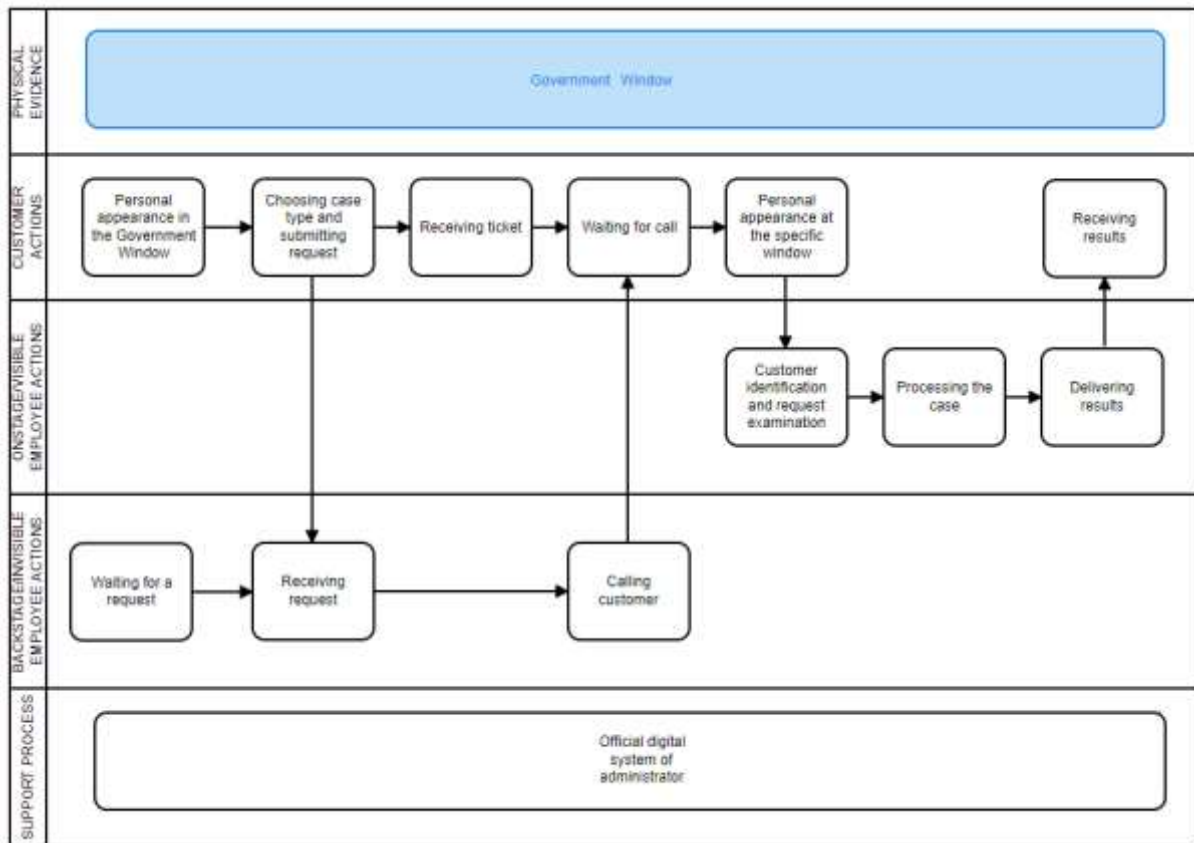 PHYSICAL
EVIDENCE
Government Window
CUSTOMER
ACTIONS
Personal
appearance in
the Government
Window
Choosing case
type and
submitting
request
Receiving ticket
Waiting for call
Personal
appearance at
the specific
window
Receiving
results
ONSTAGE/VISIBLE
EMPLOYEE ACTIONS
Customer
identification
and request
examination
Processing the
case
Delivering
results
BACKSTAGE/INVISIBLE
EMPLOYEE ACTIONS
Waiting for a
request
Receiving
request
Calling
customer
SUPPORT PROCESS
Official digital
system of
administrator